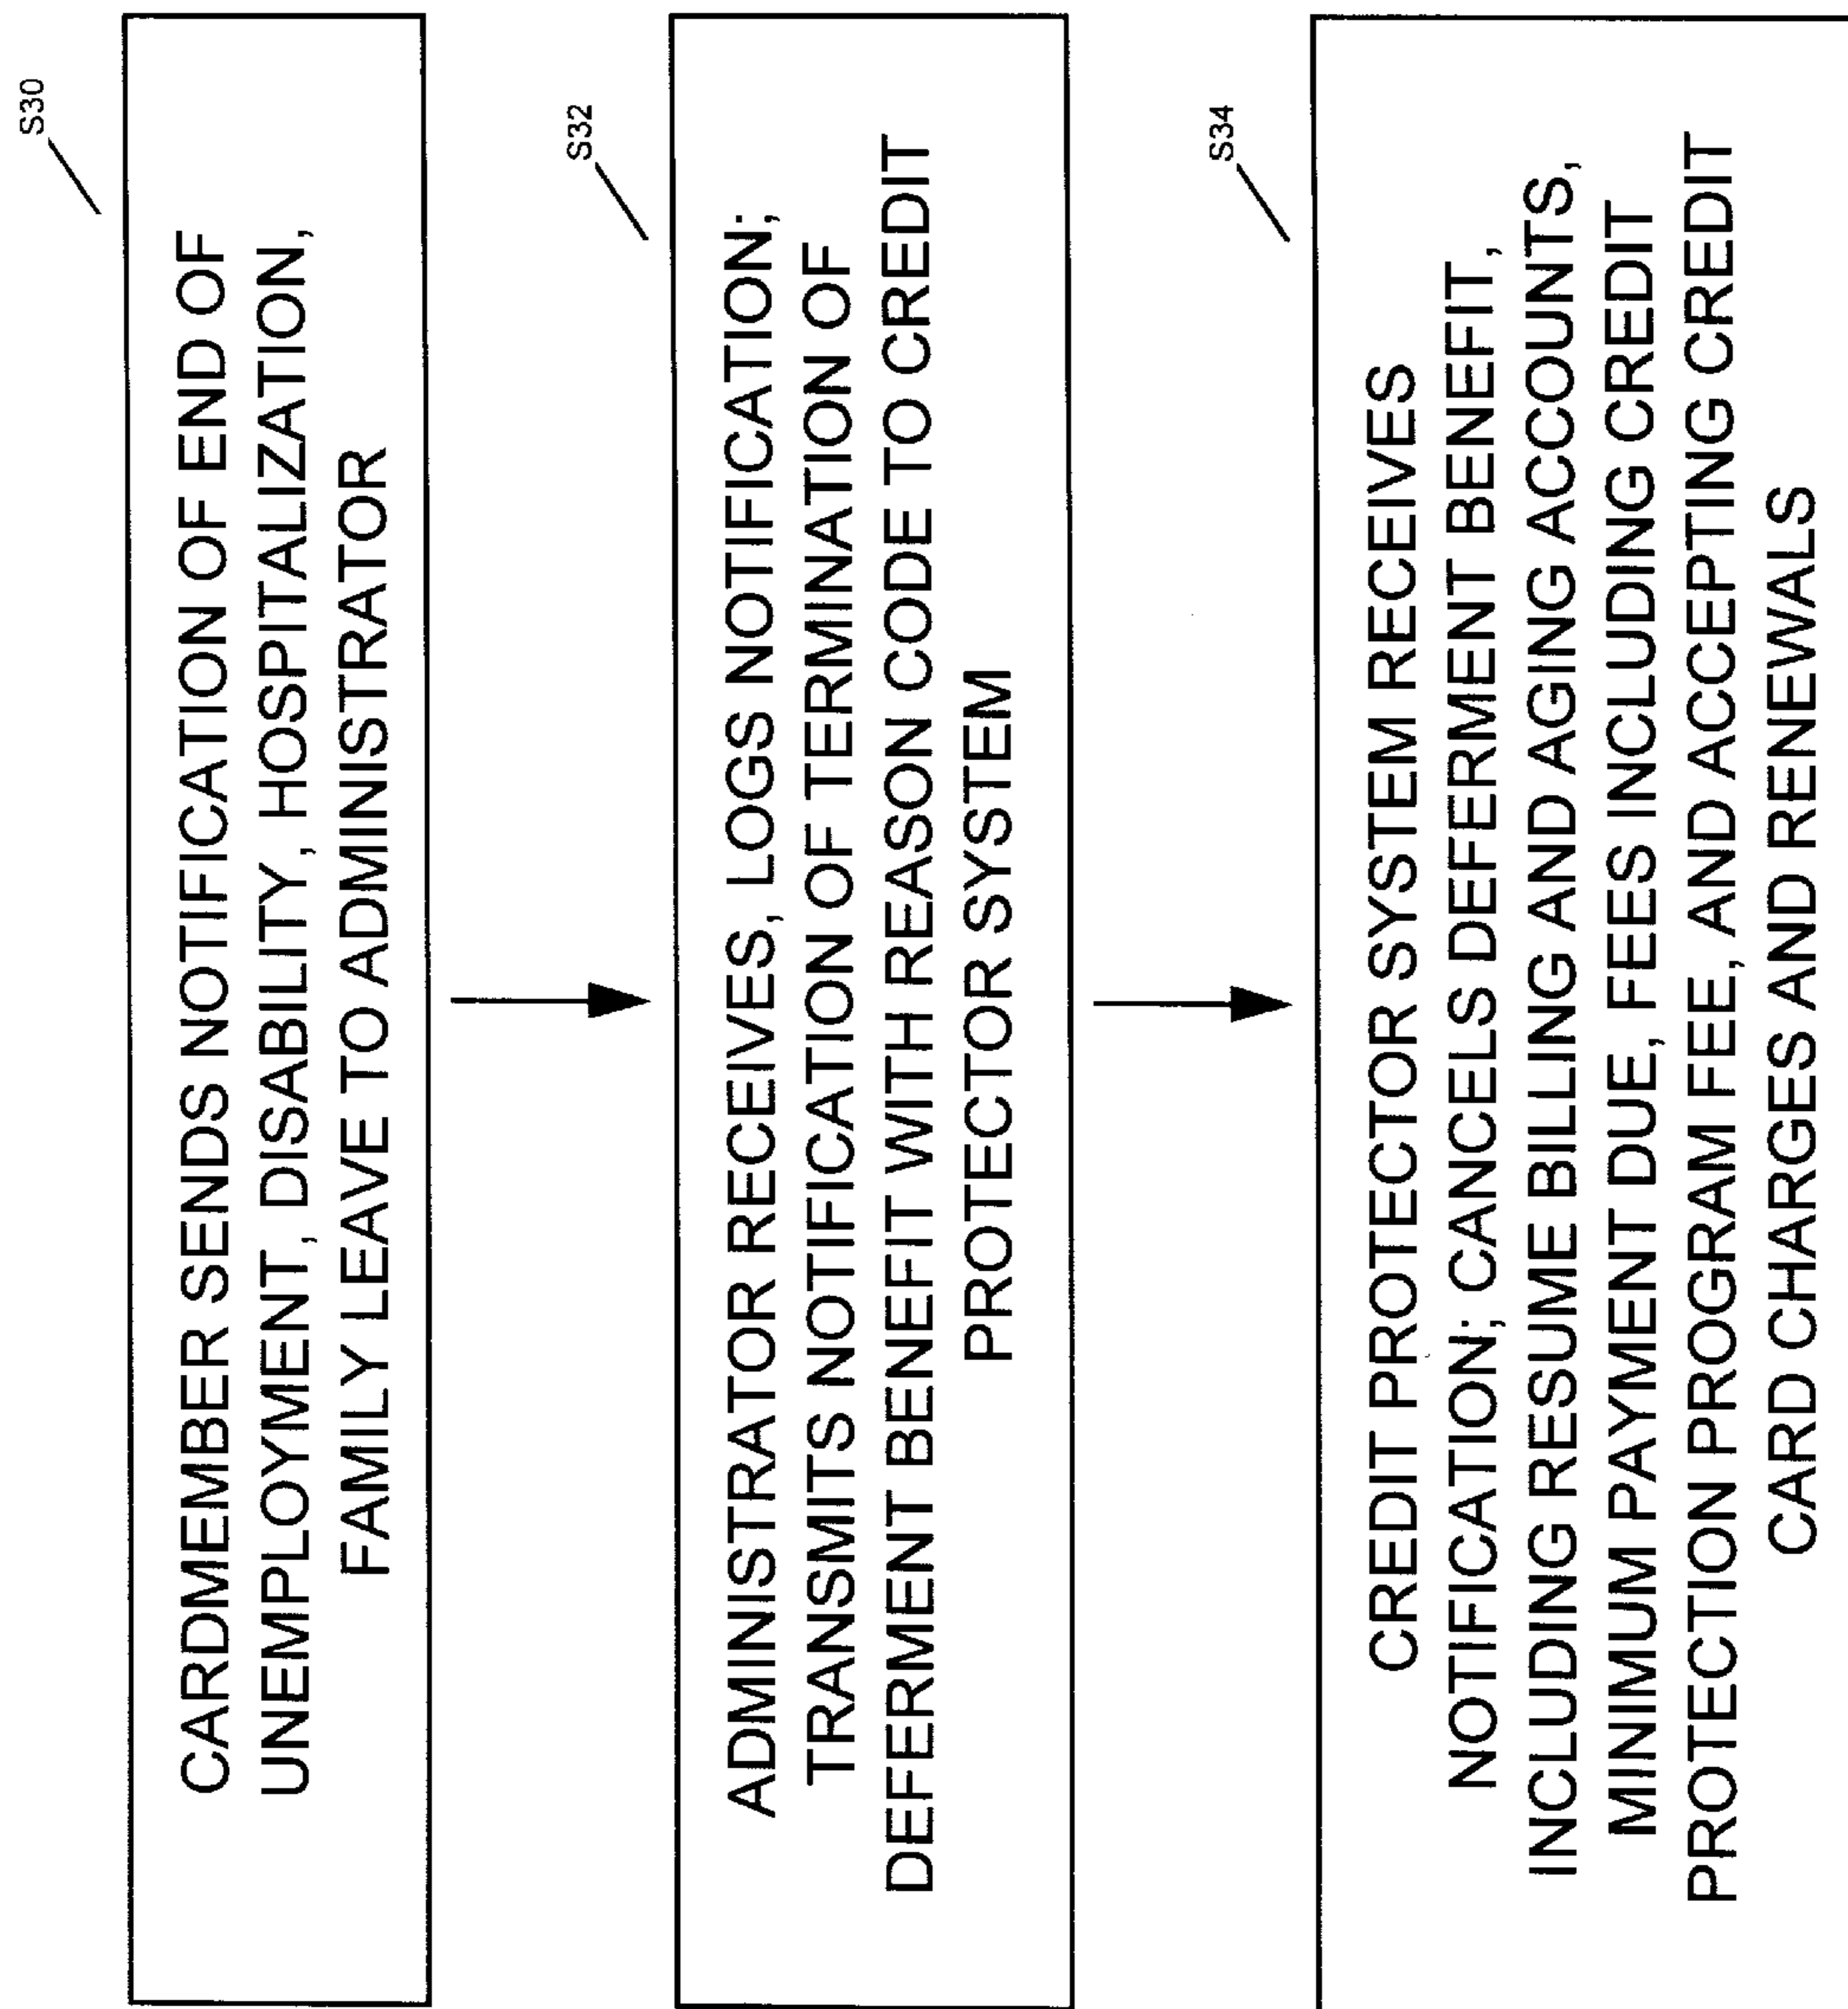 S30
CARDMEMBER SENDS NOTIFICATION OF END OF
UNEMPLOYMENT, DISABILITY, HOSPITALIZATION,
FAMILY LEAVE TO ADMINISTRATOR
S32
ADMINISTRATOR RECEIVES, LOGS NOTIFICATION;
TRANSMITS NOTIFICATION OF TERMINATION OF
DEFERMENT BENEFIT WITH REASON CODE TO CREDIT
PROTECTOR SYSTEM
S34
CREDIT PROTECTOR SYSTEM RECEIVES
NOTIFICATION; CANCELS DEFERMENT BENEFIT,
INCLUDING RESUME BILLING AND AGING ACCOUNTS,
MINIMUM PAYMENT DUE, FEES INCLUDING CREDIT
PROTECTION PROGRAM FEE, AND ACCEPTING CREDIT
CARD CHARGES AND RENEWALS